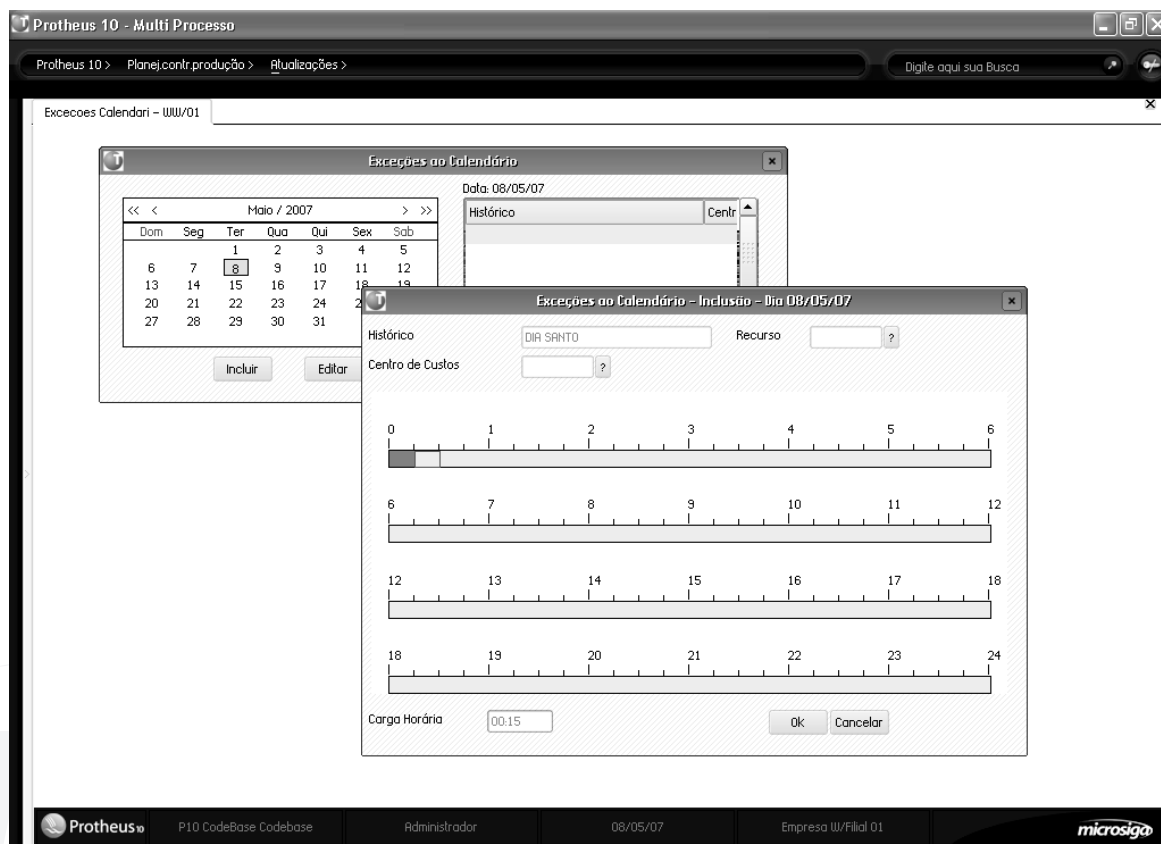 Protheus 10 - Multi Processo
Protheus 10 > Planej.contr.produção > Atualizações >
Digite aqui sua Busca
Excecoes Calendari - WW/01
Exceções ao Calendário
Data: 08/05/07
<< < Maio / 2007 > >>
Histórico Centr
Dom Seg Ter Qua Qui Sex Sab
1 2 3 4 5
6 7 8 9 10 11 12
13 14 15 16 17 18 19
20 21 22 23 24
27 28 29 30 31
Incluir Editar
Exceções ao Calendário - Inclusão - Dia 08/05/07
Histórico DIA SANTO Recurso ?
Centro de Custos ?
0 1 2 3 4 5 6
6 7 8 9 10 11 12
12 13 14 15 16 17 18
18 19 20 21 22 23 24
Carga Horária 00:15 Ok Cancelar
Protheus 10 P10 CodeBase Codebase Administrador 08/05/07 Empresa W/Filial 01 microsiga